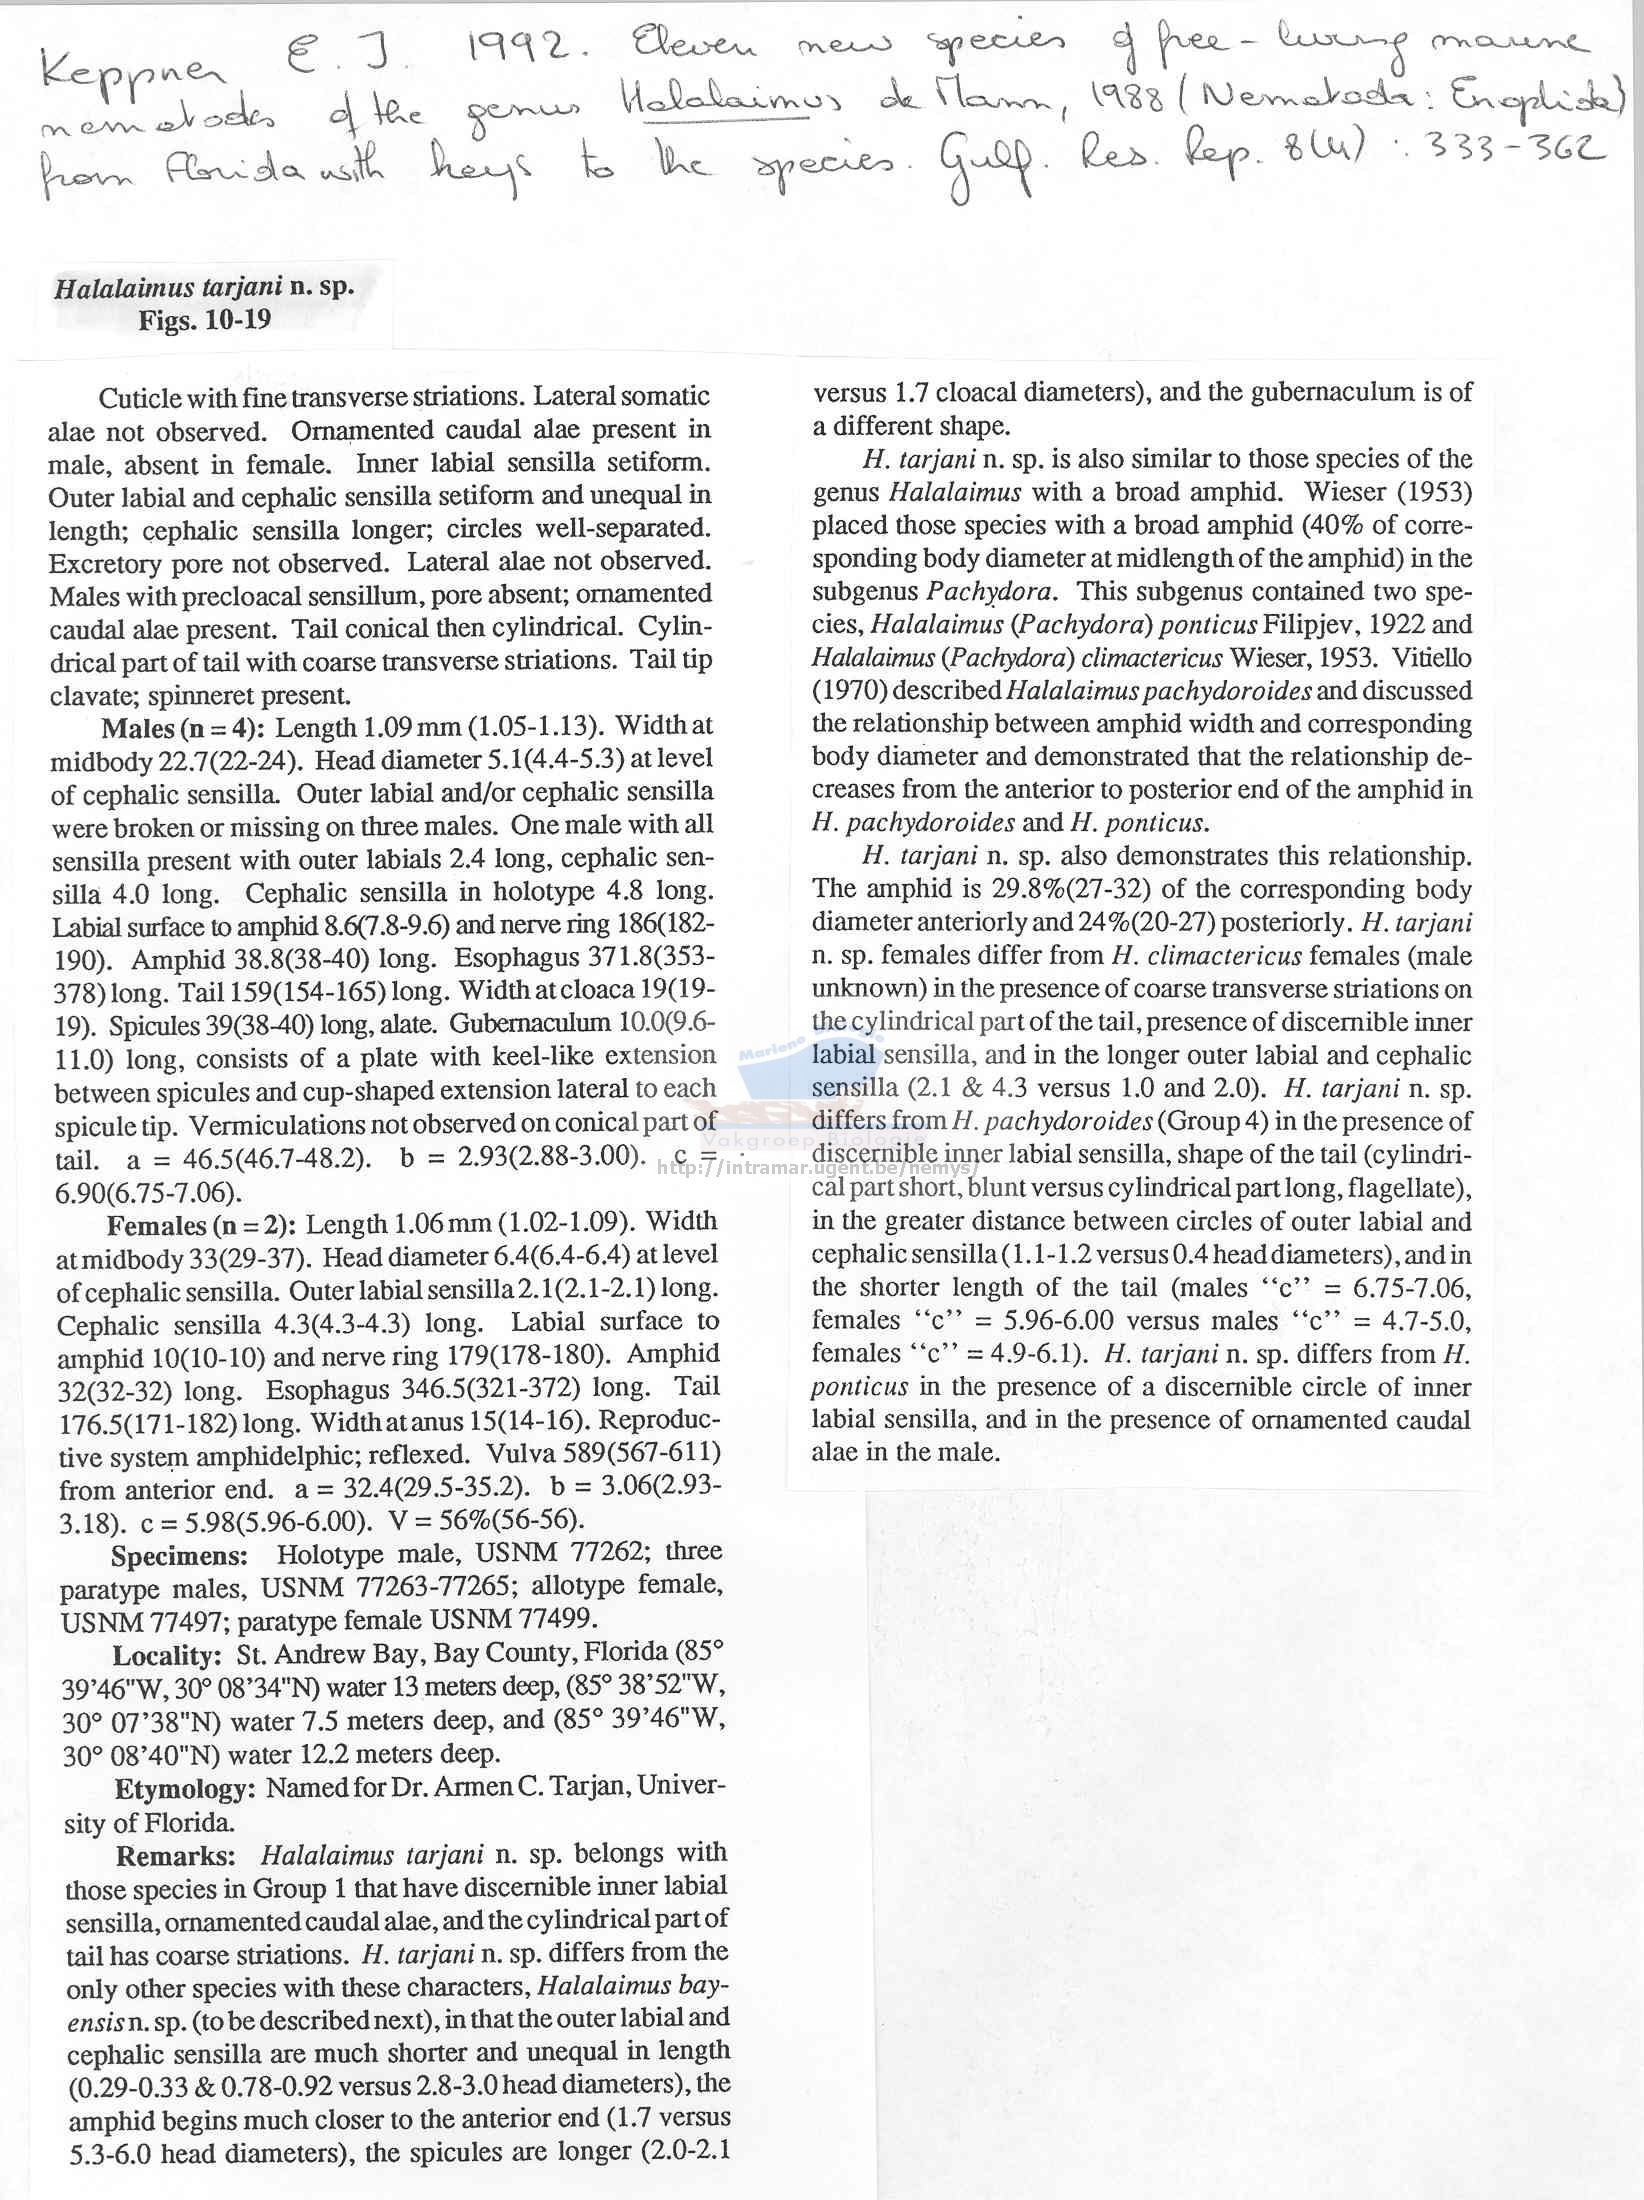 Keppner E. J. 1992. Eleven new species of free-living marine
nematodes of the genus Halalaimus de Mann, 1988 (Nematoda: Enoplida)
from Florida with keys to the species. Gulf. Res. Rep. 8(4): 333-362
Halalaimus tarjani n. sp.
Figs. 10-19
Cuticle with fine transverse striations. Lateral somatic
alae not observed. Ornamented caudal alae present in
male, absent in female. Inner labial sensilla setiform.
Outer labial and cephalic sensilla setiform and unequal in
length; cephalic sensilla longer; circles well-separated.
Excretory pore not observed. Lateral alae not observed.
Males with precloacal sensillum, pore absent; ornamented
caudal alae present. Tail conical then cylindrical. Cylin-
drical part of tail with coarse transverse striations. Tail tip
clavate; spinneret present.
Males (n = 4): Length 1.09 mm (1.05-1.13). Width at
midbody 22.7(22-24). Head diameter 5.1(4.4-5.3) at level
of cephalic sensilla. Outer labial and/or cephalic sensilla
were broken or missing on three males. One male with all
sensilla present with outer labials 2.4 long, cephalic sen-
silla 4.0 long. Cephalic sensilla in holotype 4.8 long.
Labial surface to amphid 8.6(7.8-9.6) and nerve ring 186(182-
190). Amphid 38.8(38-40) long. Esophagus 371.8(353-
378) long. Tail 159(154-165) long. Width at cloaca 19(19-
19). Spicules 39(38-40) long, alate. Gubernaculum 10.0(9.6-
11.0) long, consists of a plate with keel-like extension
between spicules and cup-shaped extension lateral to each
spicule tip. Vermiculations not observed on conical part of
tail. a = 46.5(46.7-48.2). b = 2.93(2.88-3.00). c =
6.90(6.75-7.06).
Females (n = 2): Length 1.06 mm (1.02-1.09). Width
at midbody 33(29-37). Head diameter 6.4(6.4-6.4) at level
of cephalic sensilla. Outer labial sensilla 2.1(2.1-2.1) long.
Cephalic sensilla 4.3(4.3-4.3) long. Labial surface to
amphid 10(10-10) and nerve ring 179(178-180). Amphid
32(32-32) long. Esophagus 346.5(321-372) long. Tail
176.5(171-182) long. Width at anus 15(14-16). Reproduc-
tive system amphidelphic; reflexed. Vulva 589(567-611)
from anterior end. a = 32.4(29.5-35.2). b = 3.06(2.93-
3.18). c = 5.98(5.96-6.00). V = 56%(56-56).
Specimens: Holotype male, USNM 77262; three
paratype males, USNM 77263-77265; allotype female,
USNM 77497; paratype female USNM 77499.
Locality: St. Andrew Bay, Bay County, Florida (85°
39'46"W, 30° 08'34"N) water 13 meters deep, (85° 38'52"W,
30° 07'38"N) water 7.5 meters deep, and (85° 39'46"W,
30° 08'40"N) water 12.2 meters deep.
Etymology: Named for Dr. Armen C. Tarjan, Univer-
sity of Florida.
Remarks: Halalaimus tarjani n. sp. belongs with
those species in Group 1 that have discernible inner labial
sensilla, ornamented caudal alae, and the cylindrical part of
tail has coarse striations. H. tarjani n. sp. differs from the
only other species with these characters, Halalaimus bay-
ensis n. sp. (to be described next), in that the outer labial and
cephalic sensilla are much shorter and unequal in length
(0.29-0.33 & 0.78-0.92 versus 2.8-3.0 head diameters), the
amphid begins much closer to the anterior end (1.7 versus
5.3-6.0 head diameters), the spicules are longer (2.0-2.1
versus 1.7 cloacal diameters), and the gubernaculum is of
a different shape.
H. tarjani n. sp. is also similar to those species of the
genus Halalaimus with a broad amphid. Wieser (1953)
placed those species with a broad amphid (40% of corre-
sponding body diameter at midlength of the amphid) in the
subgenus Pachydora. This subgenus contained two spe-
cies, Halalaimus (Pachydora) ponticus Filipjev, 1922 and
Halalaimus (Pachydora) climactericus Wieser, 1953. Vitiello
(1970) described Halalaimus pachydoroides and discussed
the relationship between amphid width and corresponding
body diameter and demonstrated that the relationship de-
creases from the anterior to posterior end of the amphid in
H. pachydoroides and H. ponticus.
H. tarjani n. sp. also demonstrates this relationship.
The amphid is 29.8%(27-32) of the corresponding body
diameter anteriorly and 24%(20-27) posteriorly. H. tarjani
n. sp. females differ from H. climactericus females (male
unknown) in the presence of coarse transverse striations on
the cylindrical part of the tail, presence of discernible inner
labial sensilla, and in the longer outer labial and cephalic
sensilla (2.1 & 4.3 versus 1.0 and 2.0). H. tarjani n. sp.
differs from H. pachydoroides (Group 4) in the presence of
discernible inner labial sensilla, shape of the tail (cylindri-
cal part short, blunt versus cylindrical part long, flagellate),
in the greater distance between circles of outer labial and
cephalic sensilla (1.1-1.2 versus 0.4 head diameters), and in
the shorter length of the tail (males "c" = 6.75-7.06,
females "c" = 5.96-6.00 versus males "c" = 4.7-5.0,
females "c" = 4.9-6.1). H. tarjani n. sp. differs from H.
ponticus in the presence of a discernible circle of inner
labial sensilla, and in the presence of ornamented caudal
alae in the male.
Mariene Biologie
Vakgroep Biologie
http://intramar.ugent.be/nemys/